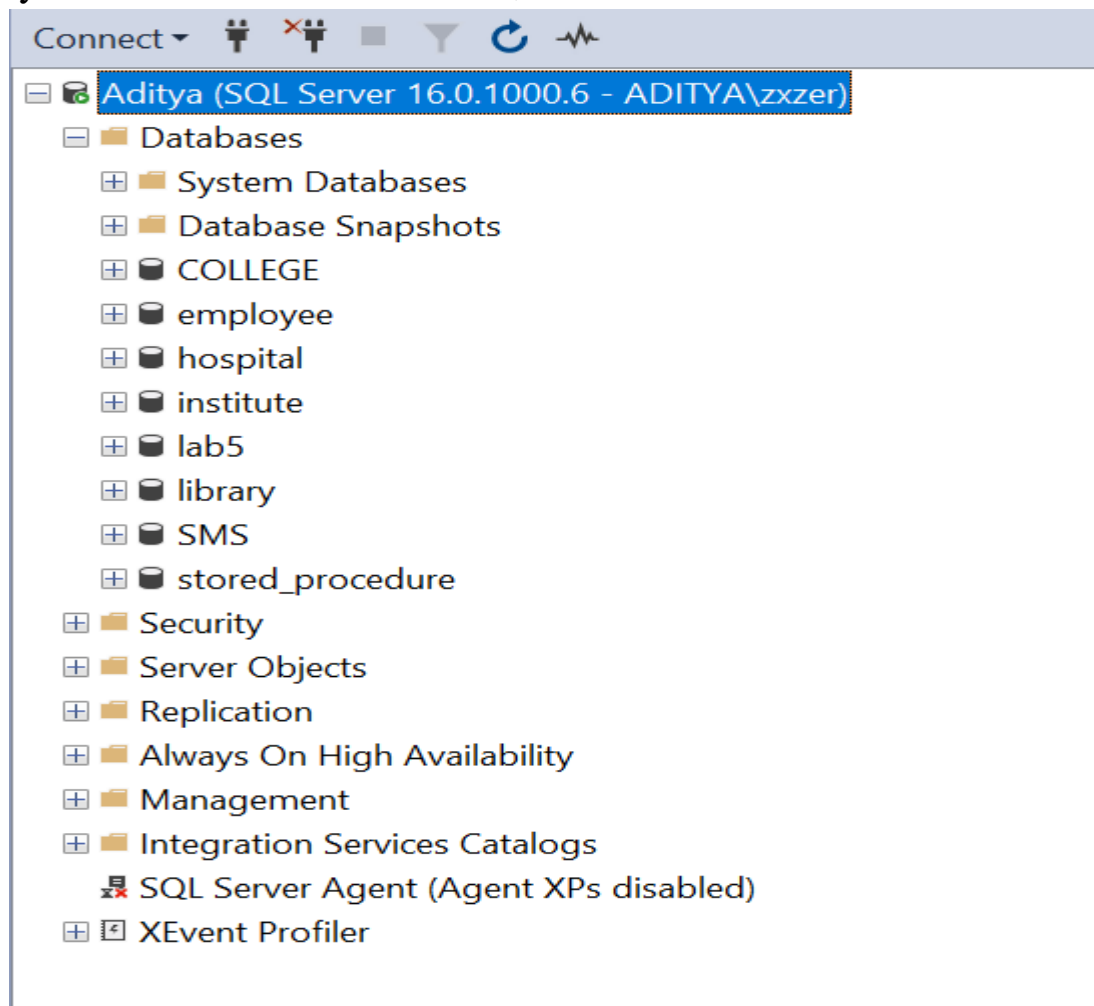 Connect
Aditya (SQL Server 16.0.1000.6 - ADITYA\zxzer)
Databases
System Databases
Database Snapshots
COLLEGE
employee
hospital
institute
lab5
library
SMS
stored_procedure
Security
Server Objects
Replication
Always On High Availability
Management
Integration Services Catalogs
SQL Server Agent (Agent XPs disabled)
XEvent Profiler